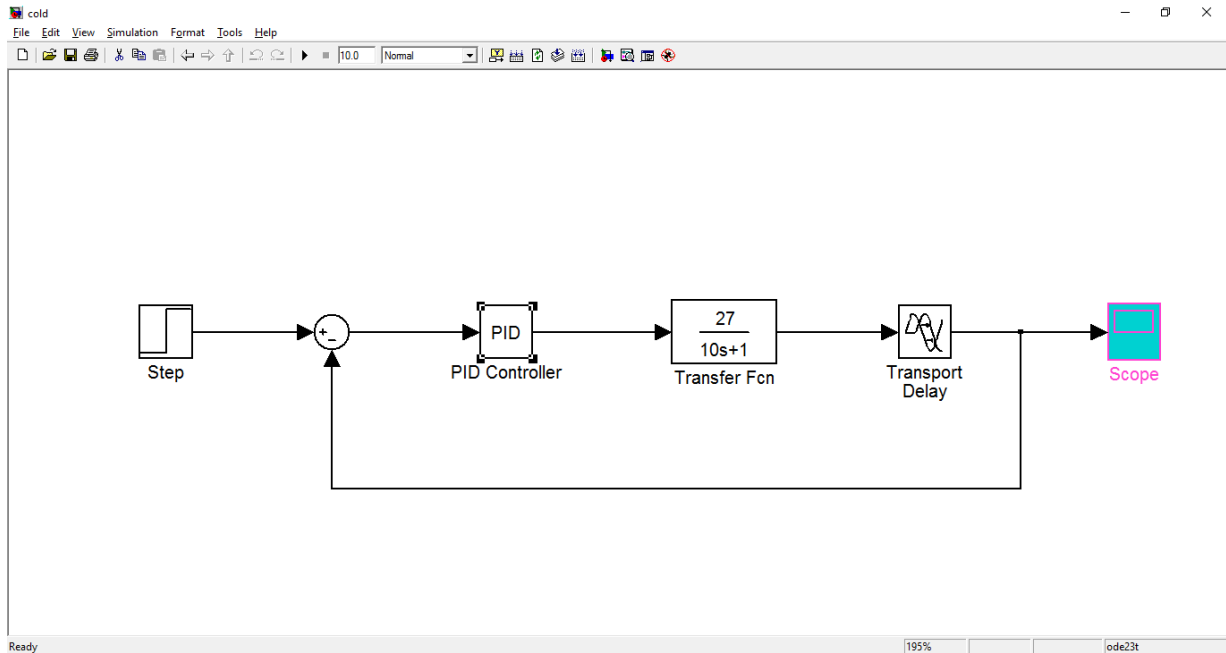 cold
File Edit View Simulation Format Tools Help
10.0 Normal
+
−
PID
27
10s+1
Step
PID Controller
Transfer Fcn
Transport
Delay
Scope
Ready 195% ode23t